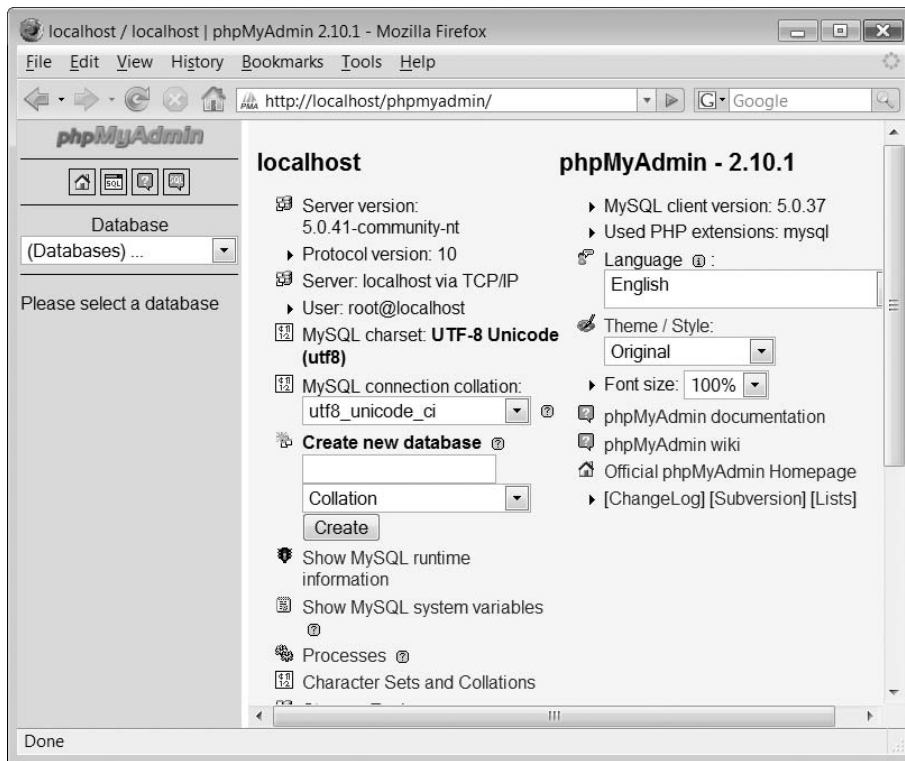 localhost / localhost | phpMyAdmin 2.10.1 - Mozilla Firefox
File Edit View History Bookmarks Tools Help
PMA http://localhost/phpmyadmin/ G Google
phpMyAdmin
SQL
Database
(Databases) ...
Please select a database
localhost
Server version:
5.0.41-community-nt
Protocol version: 10
Server: localhost via TCP/IP
User: root@localhost
MySQL charset: UTF-8 Unicode
(utf8)
MySQL connection collation:
utf8_unicode_ci
Create new database
Collation
Create
Show MySQL runtime
information
Show MySQL system variables
Processes
Character Sets and Collations
phpMyAdmin - 2.10.1
MySQL client version: 5.0.37
Used PHP extensions: mysql
Language :
English
Theme / Style:
Original
Font size: 100%
phpMyAdmin documentation
phpMyAdmin wiki
Official phpMyAdmin Homepage
[ChangeLog] [Subversion] [Lists]
Done